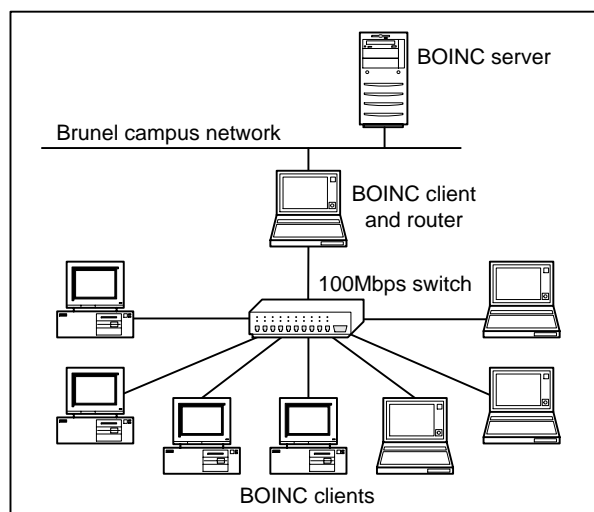 BOINC server
Brunel campus network
BOINC client
and router
100Mbps switch
BOINC clients